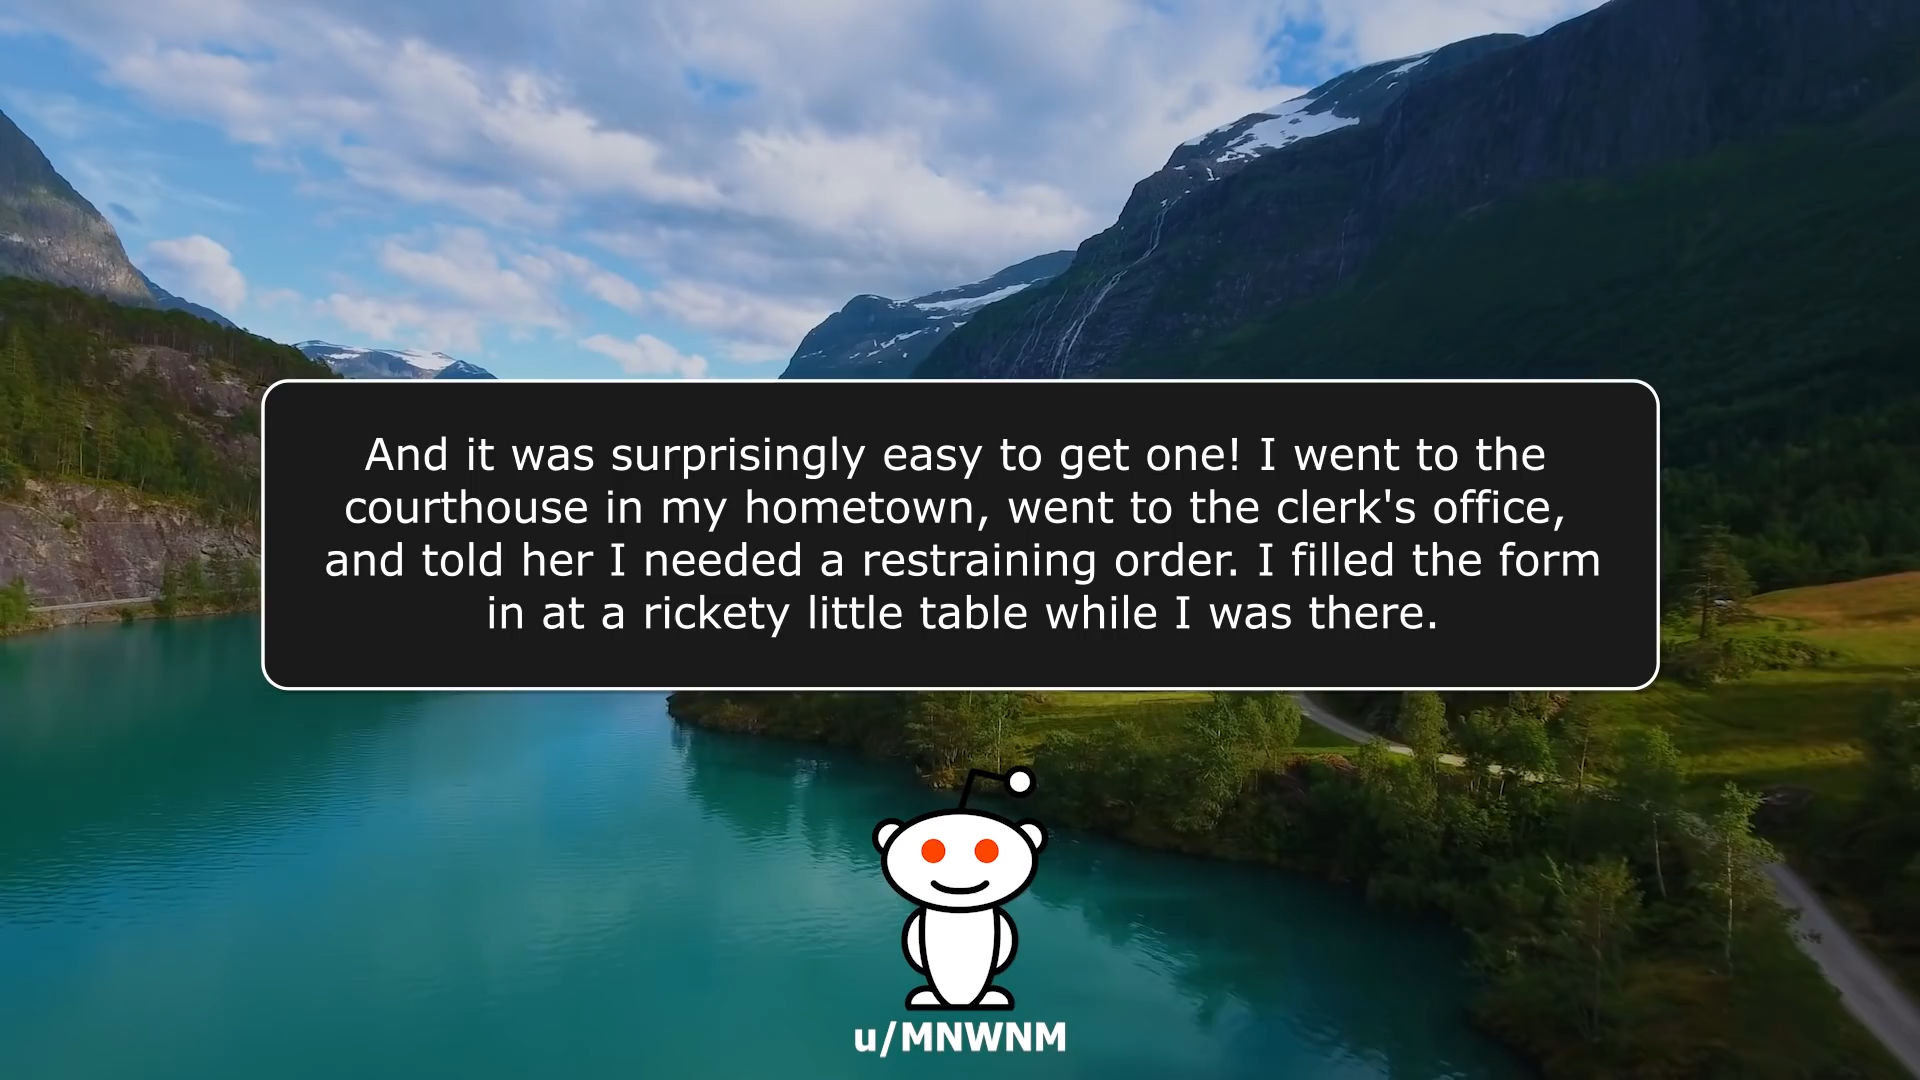 And it was surprisingly easy to get one! I went to the
courthouse in my hometown, went to the clerk's office,
and told her I needed a restraining order. I filled the form
in at a rickety little table while I was there.
u/MNWNM